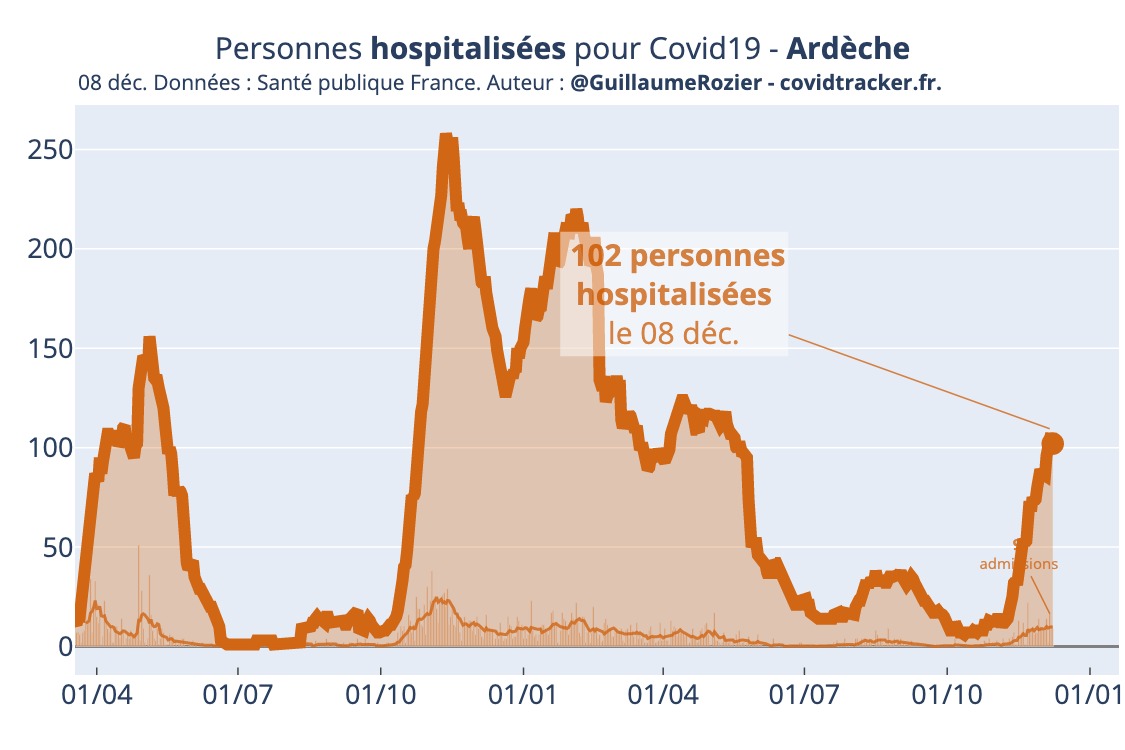 Personnes hospitalisées pour Covid19 - Ardèche
08 déc. Données : Santé publique France. Auteur : @GuillaumeRozier - covidtracker.fr.
250
200
150
100
50
0
102 personnes
hospitalisées
le 08 déc.
admissions
01/04
01/07
01/10
01/01
01/04
01/07
01/10
01/01